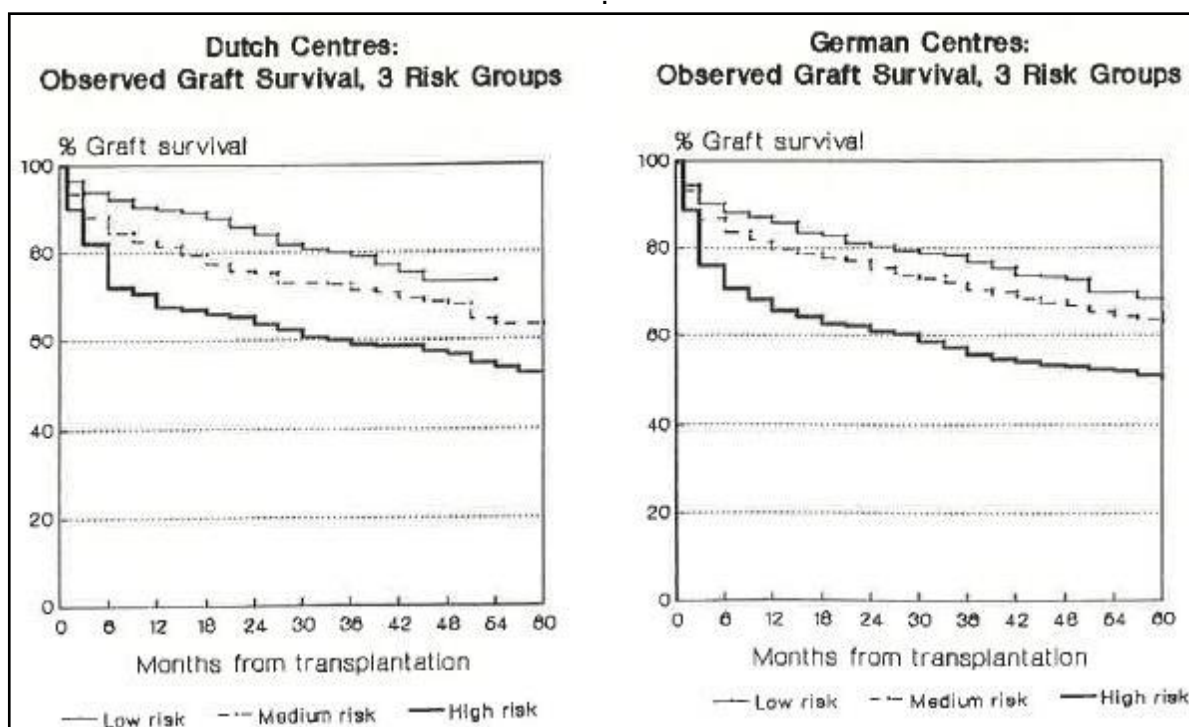 Dutch Centres:
Observed Graft Survival, 3 Risk Groups
% Graft survival
100
80
60
40
20
0
0 6 12 18 24 30 36 42 48 54 60
Months from transplantation
Low risk Medium risk High risk
German Centres:
Observed Graft Survival, 3 Risk Groups
% Graft survival
100
80
60
40
20
0
0 6 12 18 24 30 36 42 48 54 60
Months from transplantation
Low risk Medium risk High risk